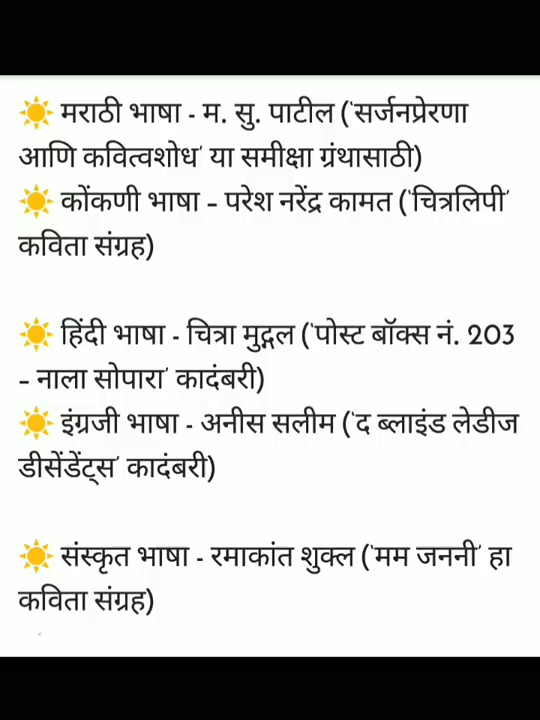 ☀️ मराठी भाषा - म. सु. पाटील ('सर्जनप्रेरणा
आणि कवित्वशोध' या समीक्षा ग्रंथासाठी)
☀️ कोंकणी भाषा – परेश नरेंद्र कामत ('चित्रलिपी'
कविता संग्रह)
☀️ हिंदी भाषा - चित्रा मुद्गल ('पोस्ट बॉक्स नं. 203
– नाला सोपारा' कादंबरी)
☀️ इंग्रजी भाषा - अनीस सलीम ('द ब्लाइंड लेडीज
डीसेंडेंट्स' कादंबरी)
☀️ संस्कृत भाषा - रमाकांत शुक्ल ('मम जननी' हा
कविता संग्रह)